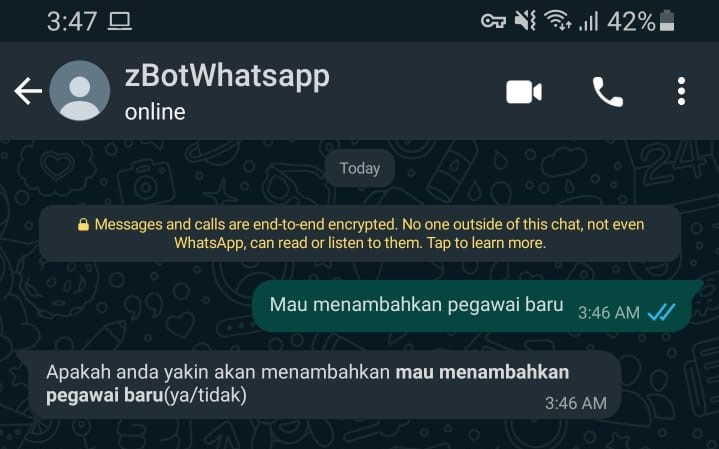 3:47 42%
zBotWhatsapp
online
Today
Messages and calls are end-to-end encrypted. No one outside of this chat, not even
WhatsApp, can read or listen to them. Tap to learn more.
Mau menambahkan pegawai baru 3:46 AM
Apakah anda yakin akan menambahkan mau menambahkan
pegawai baru(ya/tidak)
3:46 AM